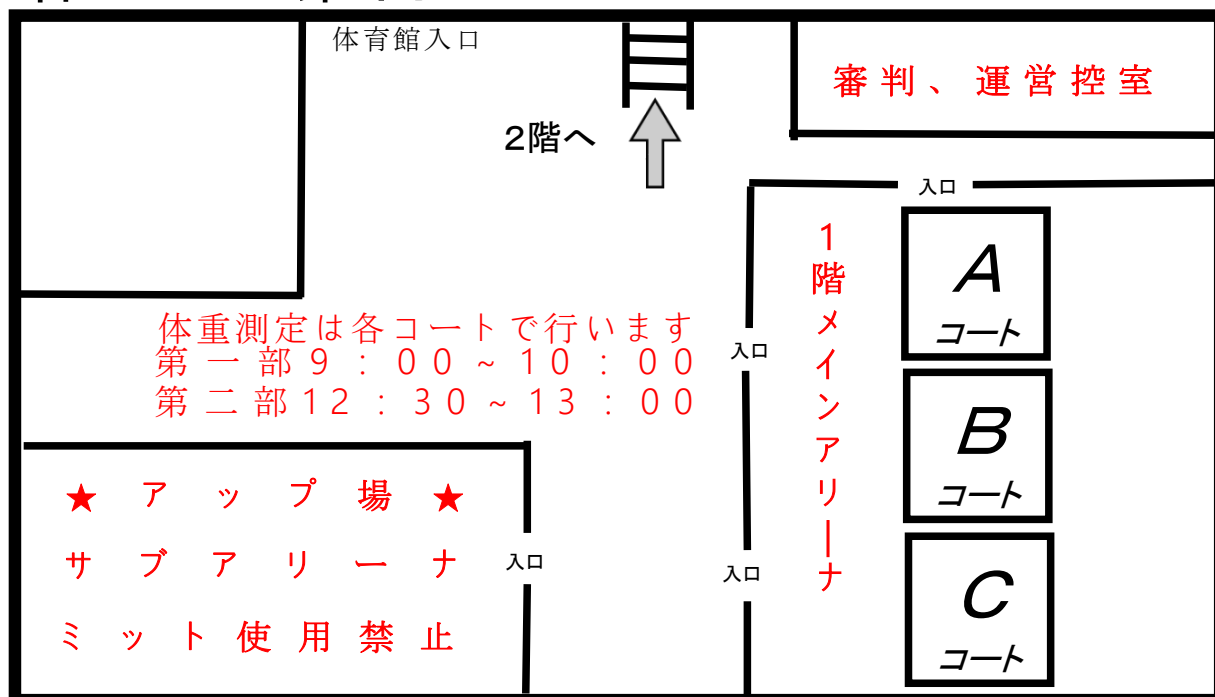 体育館入口
審判、運営控室
2階へ
入口
1階メインアリーナ
A
コート
体重測定は各コートで行います
第一部9:00~10:00
第二部12:30~13:00
入口
B
コート
★アップ場★
サブアリーナ
ミット使用禁止
入口
入口
C
コート